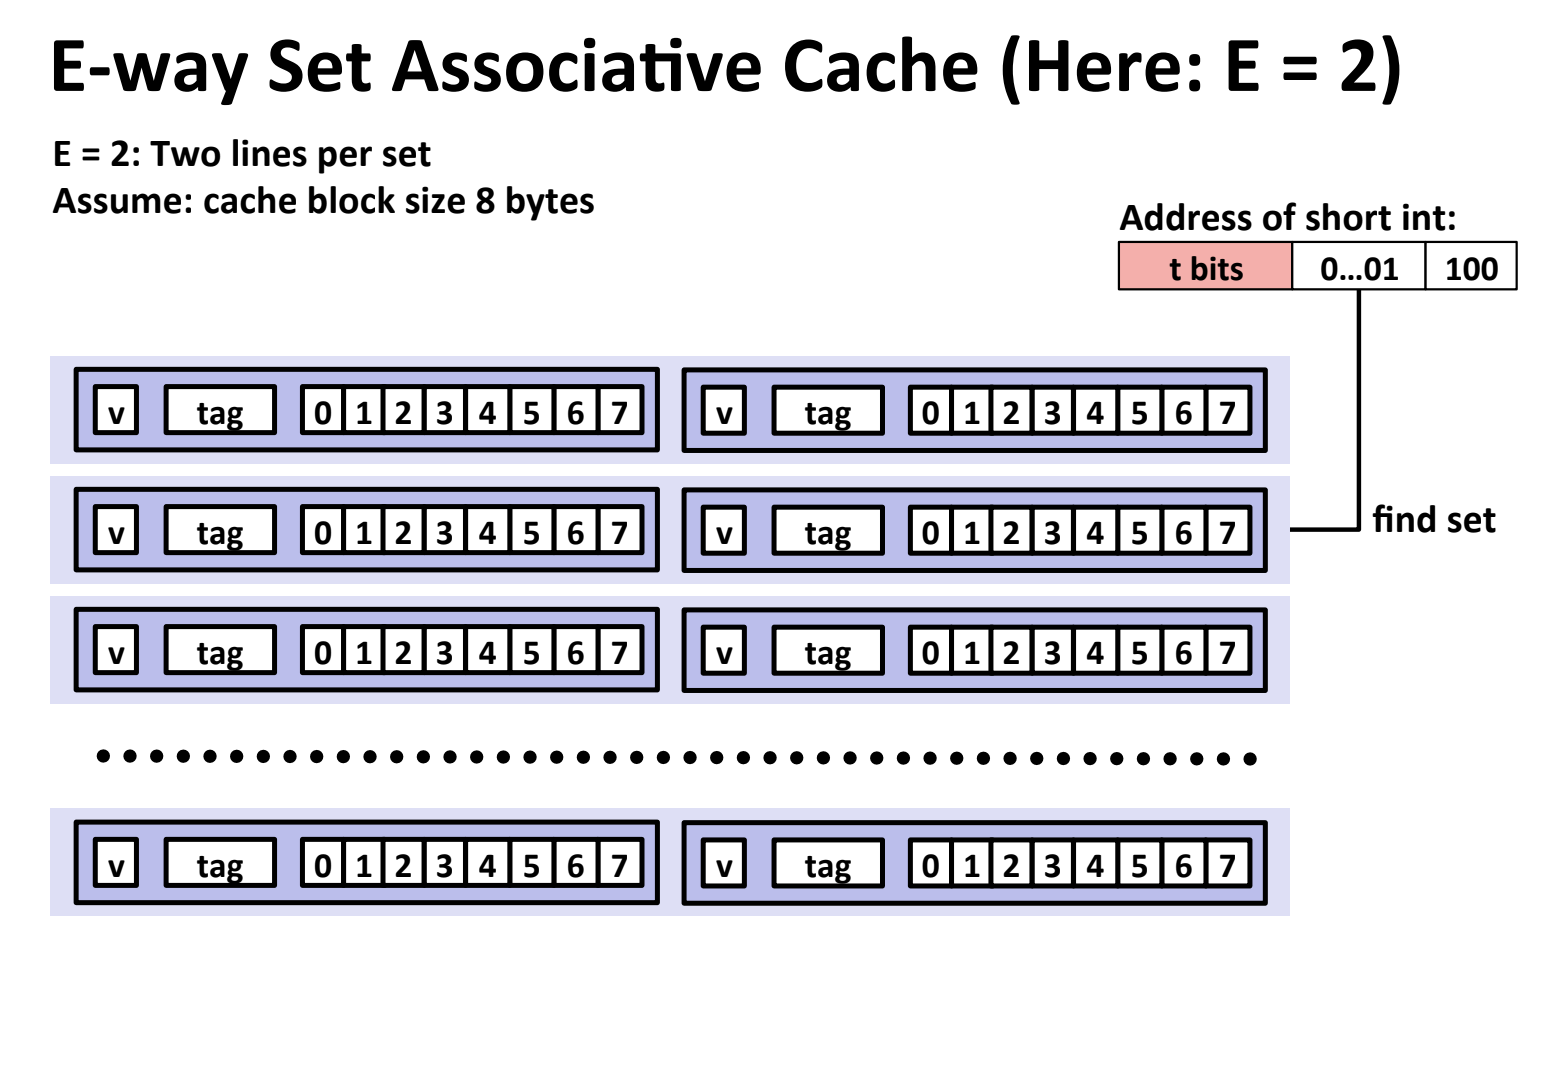 E-way Set Associative Cache (Here: E = 2)
E = 2: Two lines per set
Assume: cache block size 8 bytes
Address of short int:
t bits 0...01 100
v tag 0 1 2 3 4 5 6 7 v tag 0 1 2 3 4 5 6 7
v tag 0 1 2 3 4 5 6 7 v tag 0 1 2 3 4 5 6 7 find set
v tag 0 1 2 3 4 5 6 7 v tag 0 1 2 3 4 5 6 7
v tag 0 1 2 3 4 5 6 7 v tag 0 1 2 3 4 5 6 7